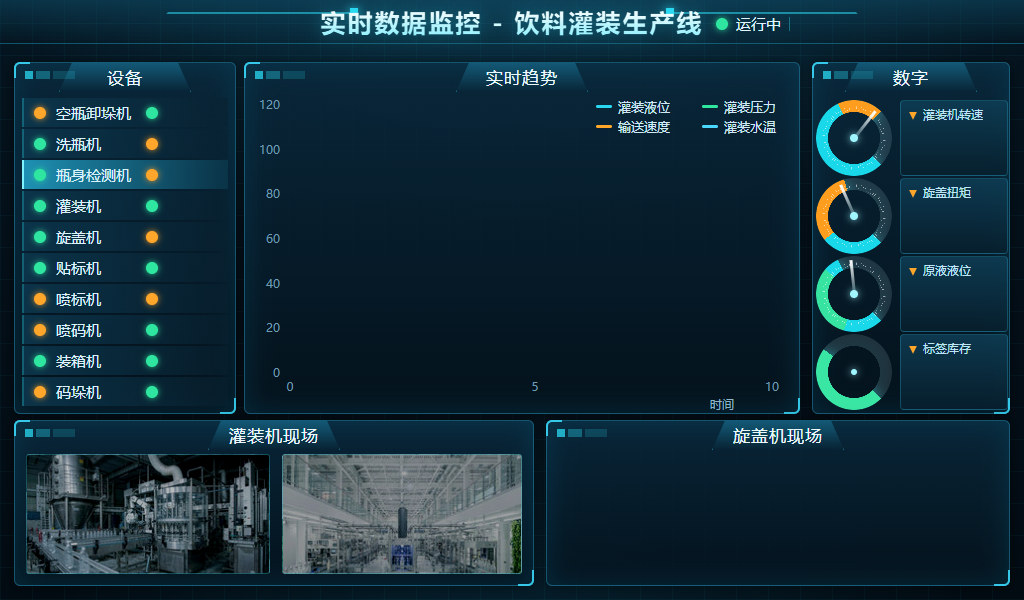 实时数据监控 - 饮料灌装生产线
运行中
设备
空瓶卸垛机
洗瓶机
瓶身检测机
灌装机
旋盖机
贴标机
喷标机
喷码机
装箱机
码垛机
实时趋势
灌装液位
灌装压力
输送速度
灌装水温
120
100
80
60
40
20
0
0
5
10
时间
数字
灌装机转速
旋盖扭矩
原液液位
标签库存
灌装机现场
旋盖机现场